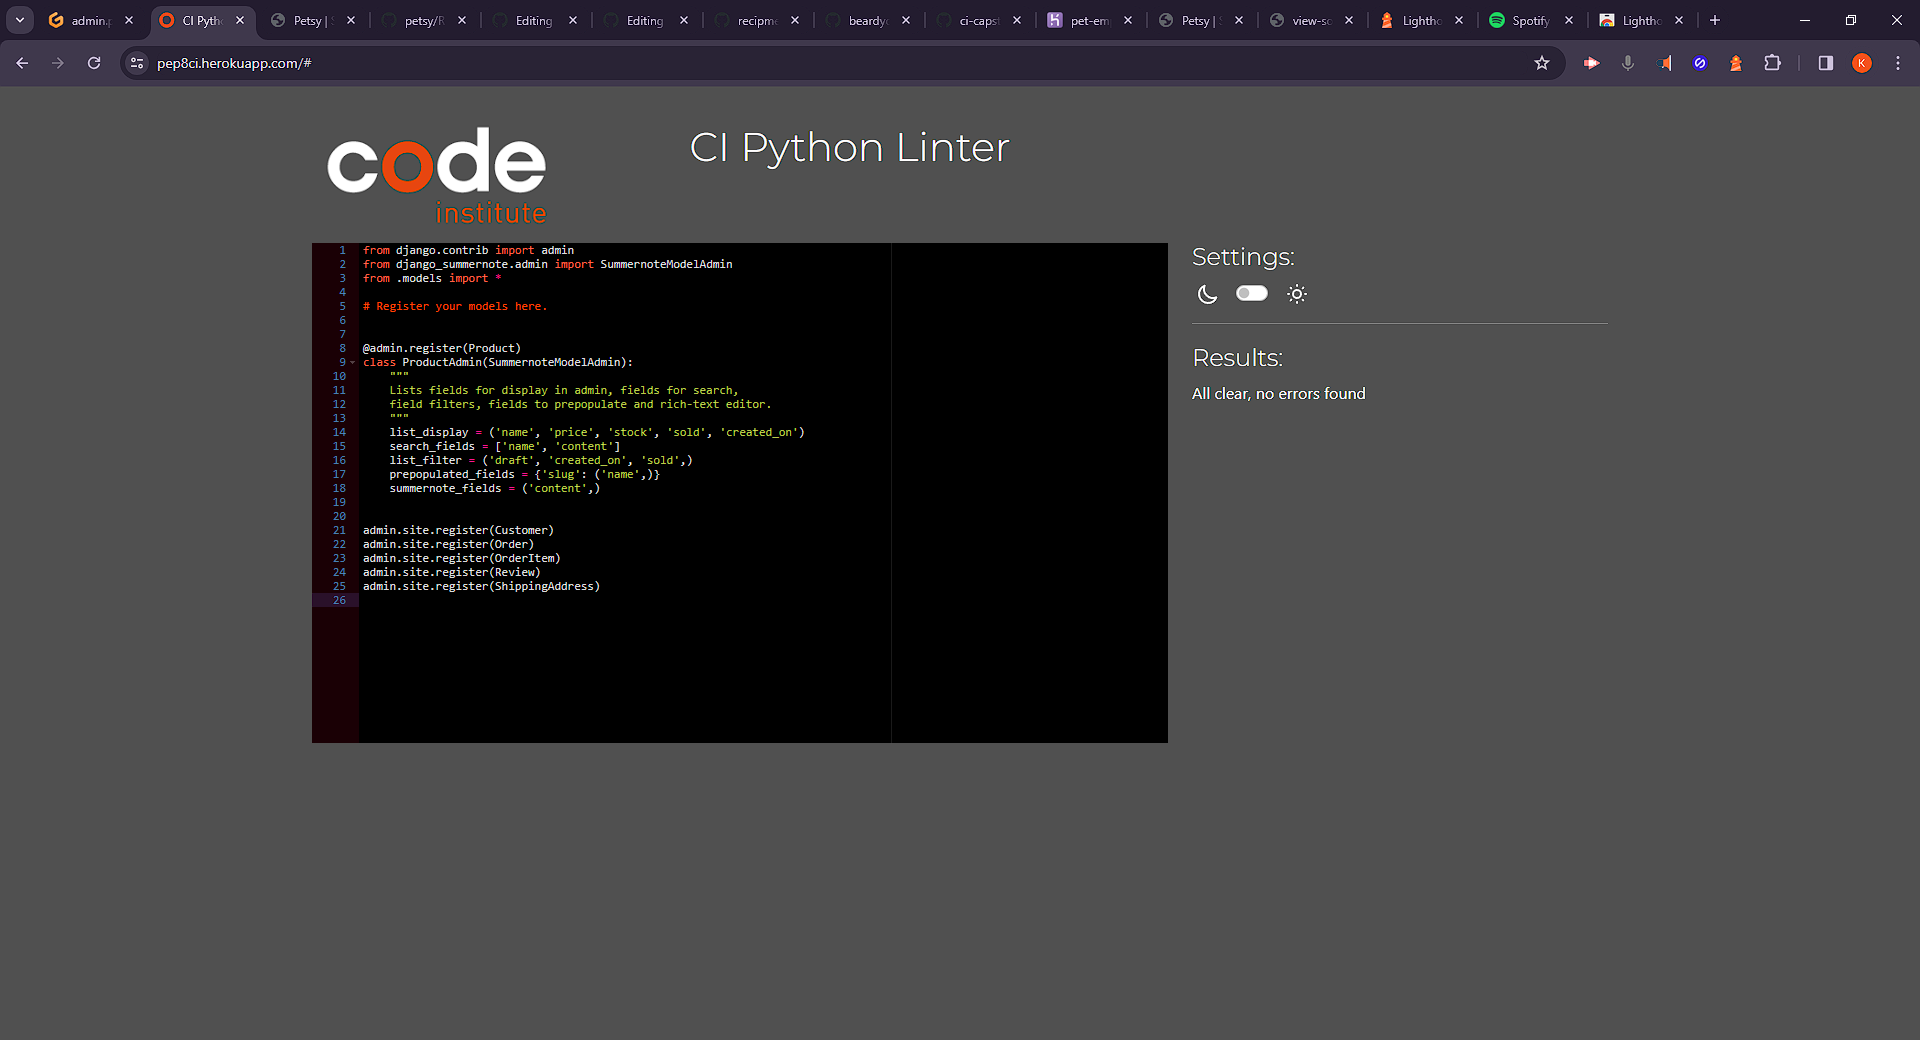 admin.p
CI Pytho
Petsy | S
petsy/R
Editing
Editing
recipme
beardyc
ci-capst
pet-em
Petsy | S
view-so
Lightho
Spotify
Lightho
pep8ci.herokuapp.com/#
K
code
institute
CI Python Linter
1 from django.contrib import admin
2 from django_summernote.admin import SummernoteModelAdmin
3 from .models import *
4
5 # Register your models here.
6
7
8 @admin.register(Product)
9 class ProductAdmin(SummernoteModelAdmin):
10 """
11 Lists fields for display in admin, fields for search,
12 field filters, fields to prepopulate and rich-text editor.
13 """
14 list_display = ('name', 'price', 'stock', 'sold', 'created_on')
15 search_fields = ['name', 'content']
16 list_filter = ('draft', 'created_on', 'sold',)
17 prepopulated_fields = {'slug': ('name',)}
18 summernote_fields = ('content',)
19
20
21 admin.site.register(Customer)
22 admin.site.register(Order)
23 admin.site.register(OrderItem)
24 admin.site.register(Review)
25 admin.site.register(ShippingAddress)
26
Settings:
Results:
All clear, no errors found